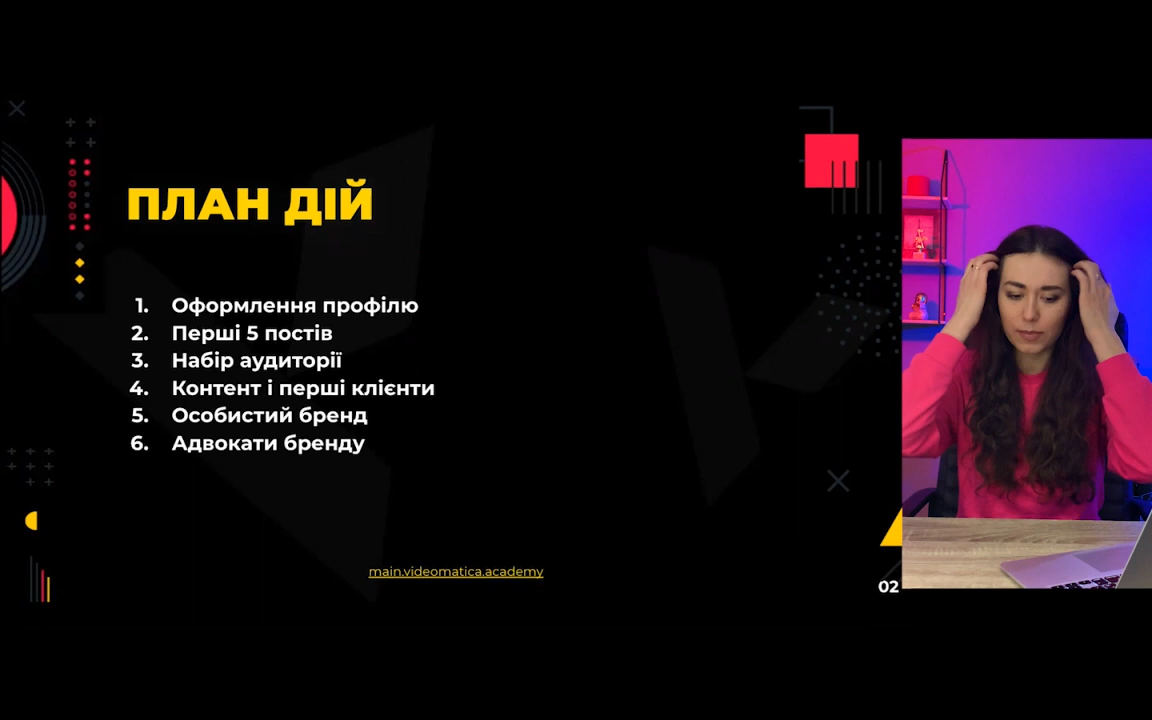 ПЛАН ДІЙ
1. Оформлення профілю
2. Перші 5 постів
3. Набір аудиторії
4. Контент і перші клієнти
5. Особистий бренд
6. Адвокати бренду
main.videomatica.academy
02